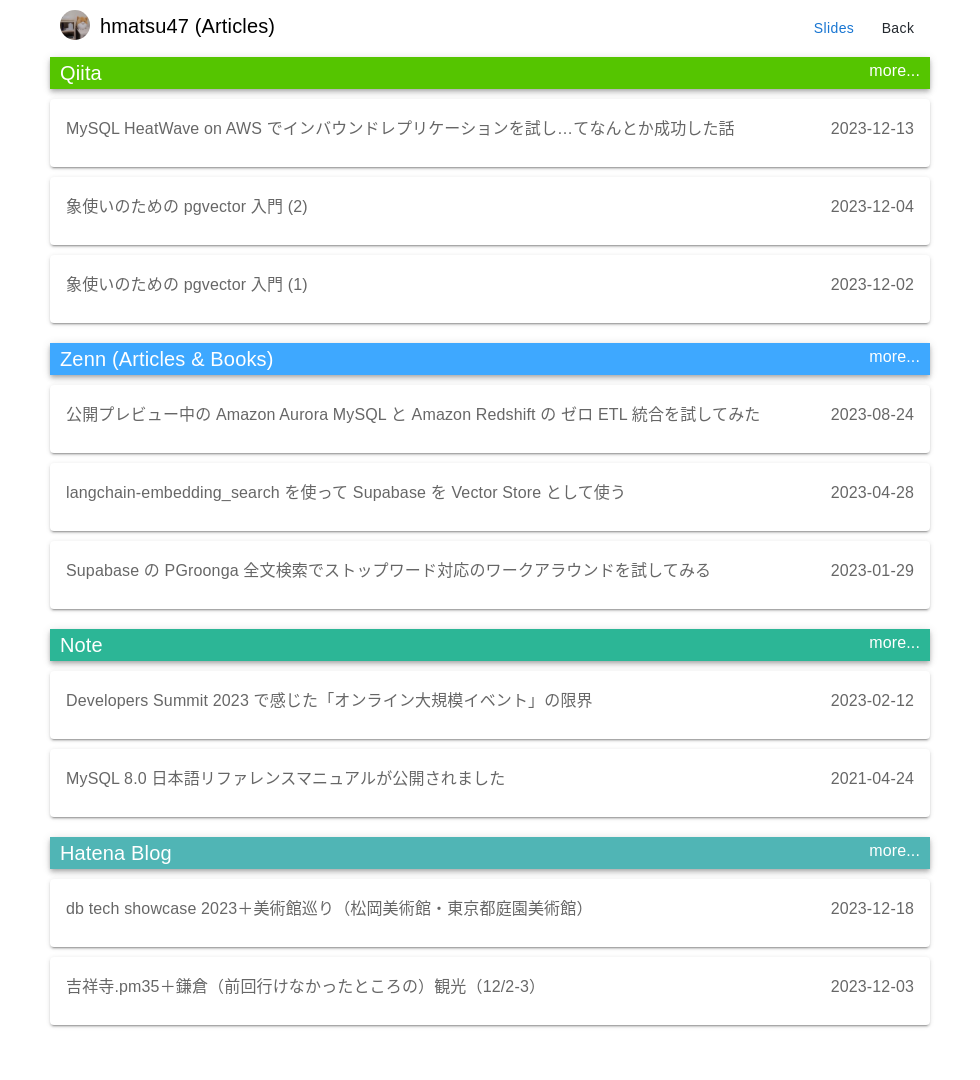 hmatsu47 (Articles)
Slides
Back
Qiita
more...
MySQL HeatWave on AWS でインバウンドレプリケーションを試し…てなんとか成功した話
2023-12-13
象使いのための pgvector 入門 (2)
2023-12-04
象使いのための pgvector 入門 (1)
2023-12-02
Zenn (Articles & Books)
more...
公開プレビュー中の Amazon Aurora MySQL と Amazon Redshift の ゼロ ETL 統合を試してみた
2023-08-24
langchain-embedding_search を使って Supabase を Vector Store として使う
2023-04-28
Supabase の PGroonga 全文検索でストップワード対応のワークアラウンドを試してみる
2023-01-29
Note
more...
Developers Summit 2023 で感じた「オンライン大規模イベント」の限界
2023-02-12
MySQL 8.0 日本語リファレンスマニュアルが公開されました
2021-04-24
Hatena Blog
more...
db tech showcase 2023＋美術館巡り（松岡美術館・東京都庭園美術館）
2023-12-18
吉祥寺.pm35＋鎌倉（前回行けなかったところの）観光（12/2-3）
2023-12-03